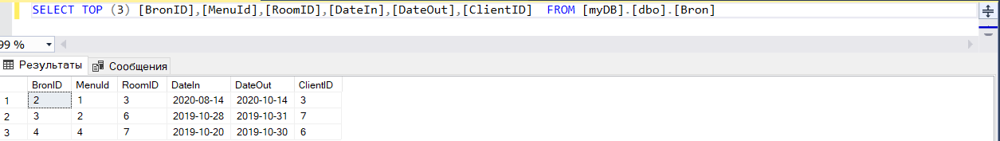 SELECT TOP (3) [BronID],[MenuId],[RoomID],[DateIn],[DateOut],[ClientID]  FROM [myDB].[dbo].[Bron]
99 %
Результаты Сообщения
BronID MenuId RoomID DateIn DateOut ClientID
1 2 1 3 2020-08-14 2020-10-14 3
2 3 2 6 2019-10-28 2019-10-31 7
3 4 4 7 2019-10-20 2019-10-30 6